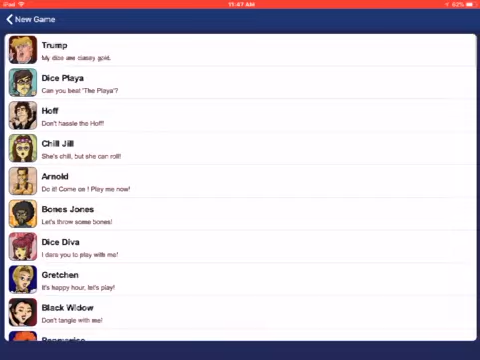 iPad
11:47 AM
62%
New Game
Trump
My dice are classy gold.
Dice Playa
Can you beat "The Playa"?
Hoff
Don't hassle the Hoff!
Chill Jill
She's chill, but she can roll!
Arnold
Do it! Come on ! Play me now!
Bones Jones
Let's throw some bones!
Dice Diva
I dare you to play with me!
Gretchen
It's happy hour, let's play!
Black Widow
Don't tangle with me!